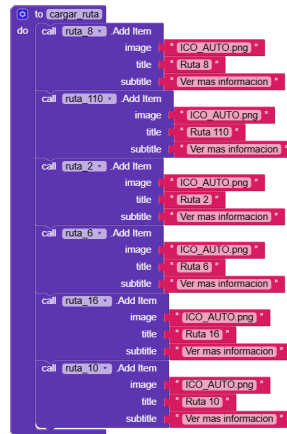 to cargar_ruta
do call ruta_8 .Add Item
image " ICO_AUTO.png "
title " Ruta 8 "
subtitle " Ver mas informacion "
call ruta_110 .Add Item
image " ICO_AUTO.png "
title " Ruta 110 "
subtitle " Ver mas informacion "
call ruta_2 .Add Item
image " ICO_AUTO.png "
title " Ruta 2 "
subtitle " Ver mas informacion "
call ruta_6 .Add Item
image " ICO_AUTO.png "
title " Ruta 6 "
subtitle " Ver mas informacion "
call ruta_16 .Add Item
image " ICO_AUTO.png "
title " Ruta 16 "
subtitle " Ver mas informacion "
call ruta_10 .Add Item
image " ICO_AUTO.png "
title " Ruta 10 "
subtitle " Ver mas informacion "